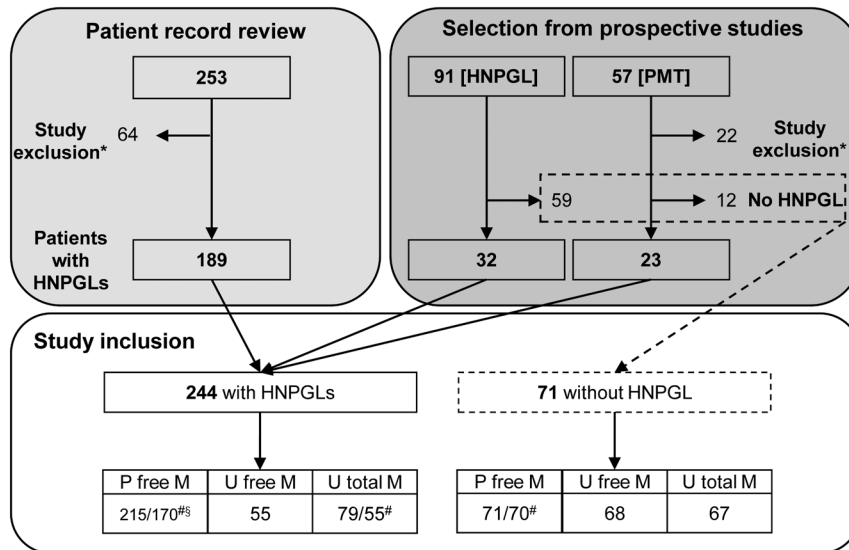 Patient record review
Selection from prospective studies
253
91 [HNPGL]
57 [PMT]
Study
exclusion*
64
22
Study
exclusion*
59
12
No HNPGL
Patients
with
HNPGLs
189
32
23
Study inclusion
244 with HNPGLs
71 without HNPGL
P free M
U free M
U total M
215/170#§
55
79/55#
P free M
U free M
U total M
71/70#
68
67